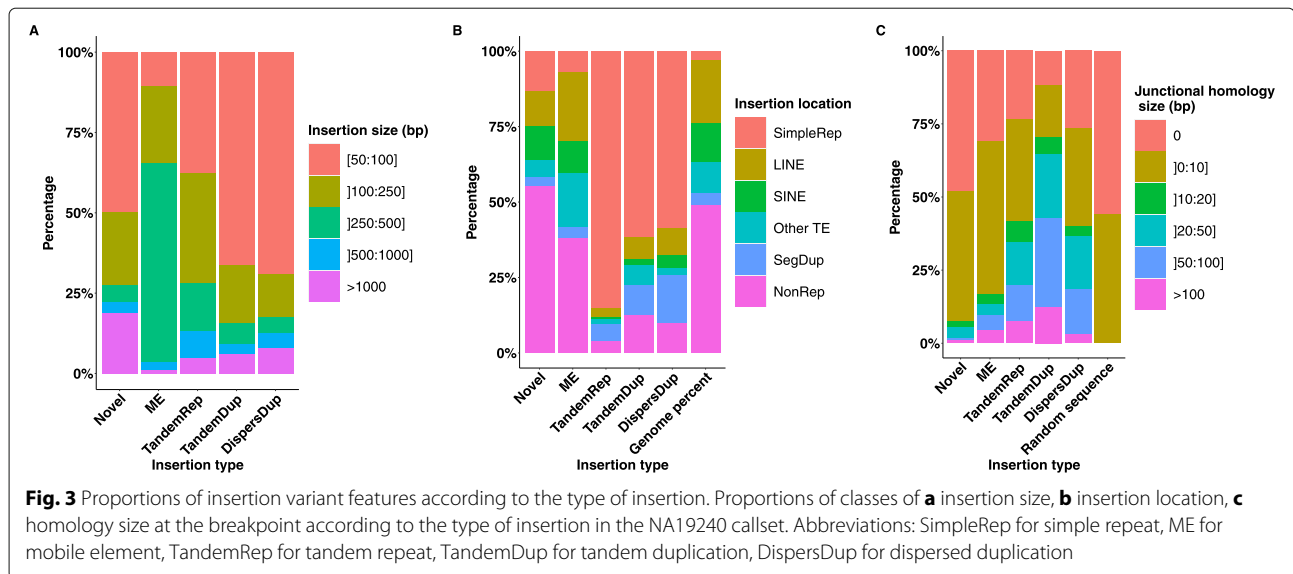 A
100%
75%
50%
25%
0%
Percentage
Novel
ME
TandemRep
TandemDup
DispersDup
Insertion type
Insertion size (bp)
]50:100]
]100:250]
]250:500]
]500:1000]
>1000
B
100%
75%
50%
25%
0%
Percentage
Novel
ME
TandemRep
TandemDup
DispersDup
Genome percent
Insertion type
Insertion location
SimpleRep
LINE
SINE
Other TE
SegDup
NonRep
C
100%
75%
50%
25%
0%
Percentage
Novel
ME
TandemRep
TandemDup
DispersDup
Random sequence
Insertion type
Junctional homology
size (bp)
0
]0:10]
]10:20]
]20:50]
]50:100]
>100
Fig. 3 Proportions of insertion variant features according to the type of insertion. Proportions of classes of a insertion size, b insertion location, c
homology size at the breakpoint according to the type of insertion in the NA19240 callset. Abbreviations: SimpleRep for simple repeat, ME for
mobile element, TandemRep for tandem repeat, TandemDup for tandem duplication, DispersDup for dispersed duplication